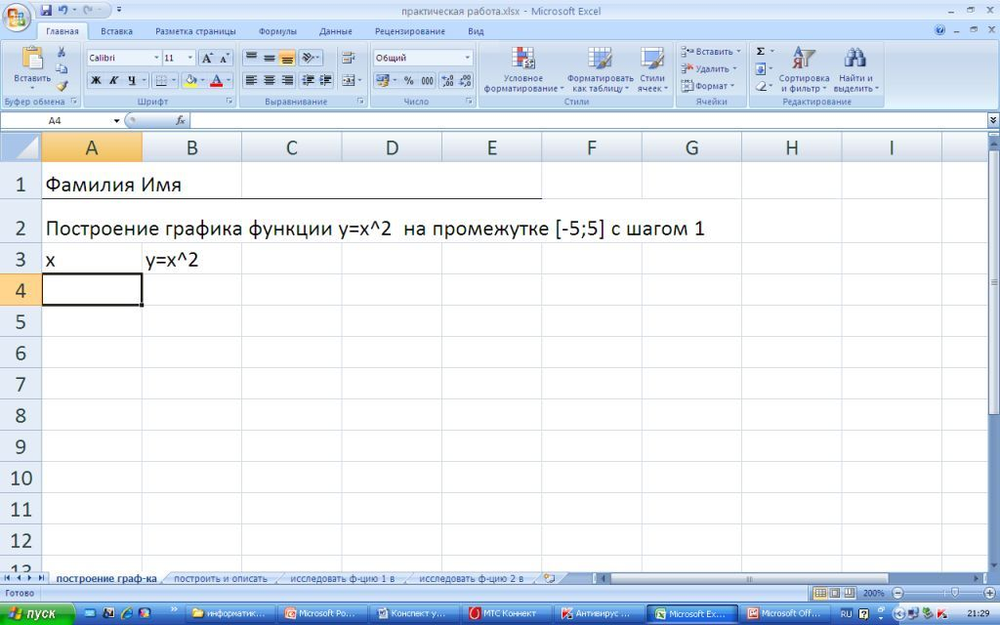 практическая работа.xlsx - Microsoft Excel
Главная Вставка Разметка страницы Формулы Данные Рецензирование Вид
Вставить
Буфер обмена
Calibri 11
Ж К Ч
Шрифт
Выравнивание
Общий
% 000
Число
Условное форматирование
Форматировать как таблицу
Стили ячеек
Стили
Вставить
Удалить
Формат
Ячейки
Σ
Сортировка и фильтр
Найти и выделить
Редактирование
A4 fx
A B C D E F G H I
1 Фамилия Имя
2 Построение графика функции y=x^2 на промежутке [-5;5] с шагом 1
3 x y=x^2
4
5
6
7
8
9
10
11
12
13
построение граф-ка построить и описать исследовать ф-цию 1 в исследовать ф-цию 2 в
Готово 200%
пуск информатик... Microsoft Po... Конспект у... МТС Коннект Антивирус ... Microsoft Ex... Microsoft Off... RU 21:29